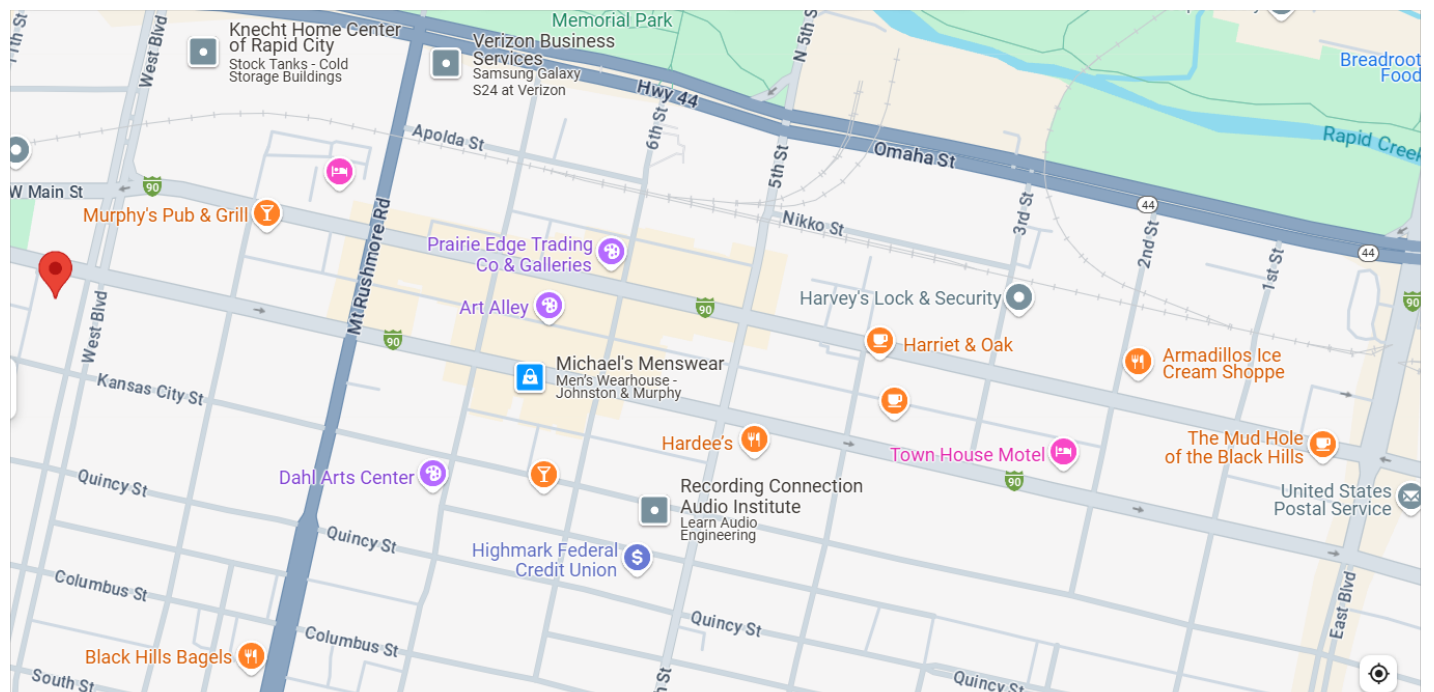 11th St
West Blvd
Knecht Home Center
of Rapid City
Stock Tanks - Cold
Storage Buildings
Verizon Business
Services
Samsung Galaxy
S24 at Verizon
Memorial Park
N 5th S
Breadroot
Food
Hwy 44
Apolda St
6th St
5th St
Omaha St
Rapid Creek
W Main St
90
Murphy's Pub & Grill
Mt Rushmore Rd
Prairie Edge Trading
Co & Galleries
Nikko St
3rd St
44
2nd St
1st St
44
Art Alley
90
Harvey's Lock & Security
90
West Blvd
90
Harriet & Oak
Michael's Menswear
Men's Wearhouse -
Johnston & Murphy
Armadillos Ice
Cream Shoppe
Kansas City St
Hardee's
Town House Motel
90
The Mud Hole
of the Black Hills
Dahl Arts Center
Quincy St
Recording Connection
Audio Institute
Learn Audio
Engineering
United States
Postal Service
Quincy St
Highmark Federal
Credit Union
Columbus St
East Blvd
Quincy St
Columbus St
Black Hills Bagels
South St
h St
Quincy St